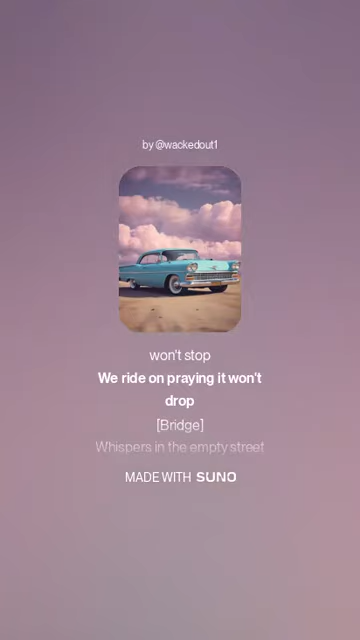 by @wackedout1
won't stop
We ride on praying it won't
drop
[Bridge]
Whispers in the empty street
MADE WITH SUNO